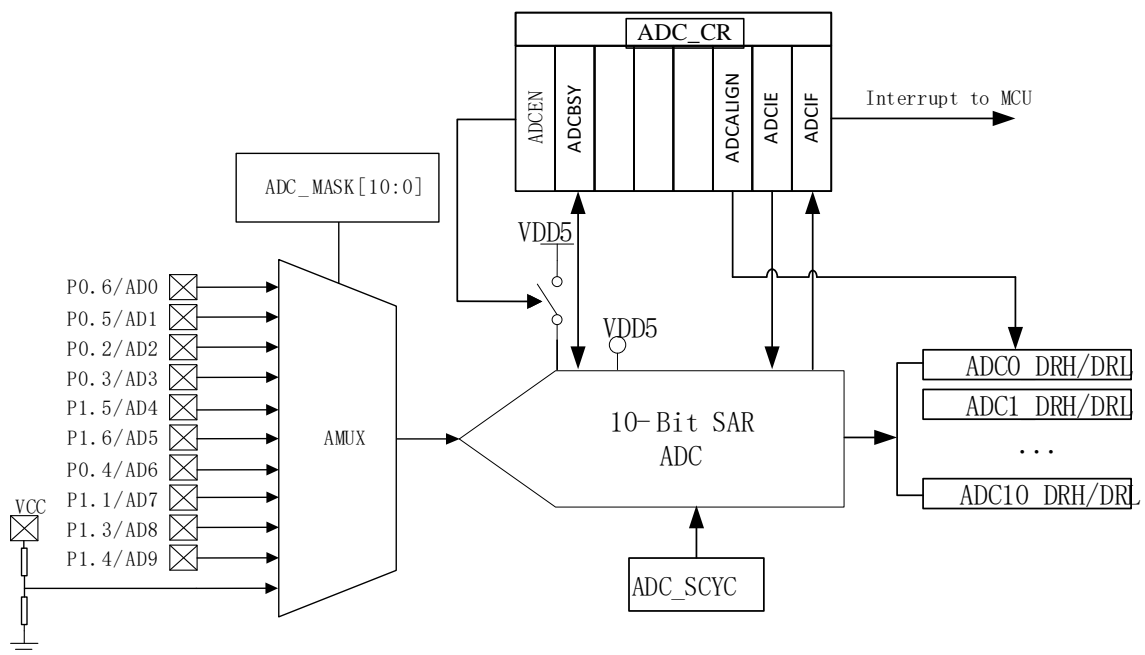 ADC_CR
ADCEN
ADCBSY
ADCALIGN
ADCIE
ADCIF
Interrupt to MCU
ADC_MASK[10:0]
VDD5
VDD5
P0.6/AD0
P0.5/AD1
P0.2/AD2
P0.3/AD3
P1.5/AD4
P1.6/AD5
P0.4/AD6
P1.1/AD7
P1.3/AD8
P1.4/AD9
VCC
AMUX
10-Bit SAR
ADC
ADC0 DRH/DRL
ADC1 DRH/DRL
...
ADC10 DRH/DRL
ADC_SCYC